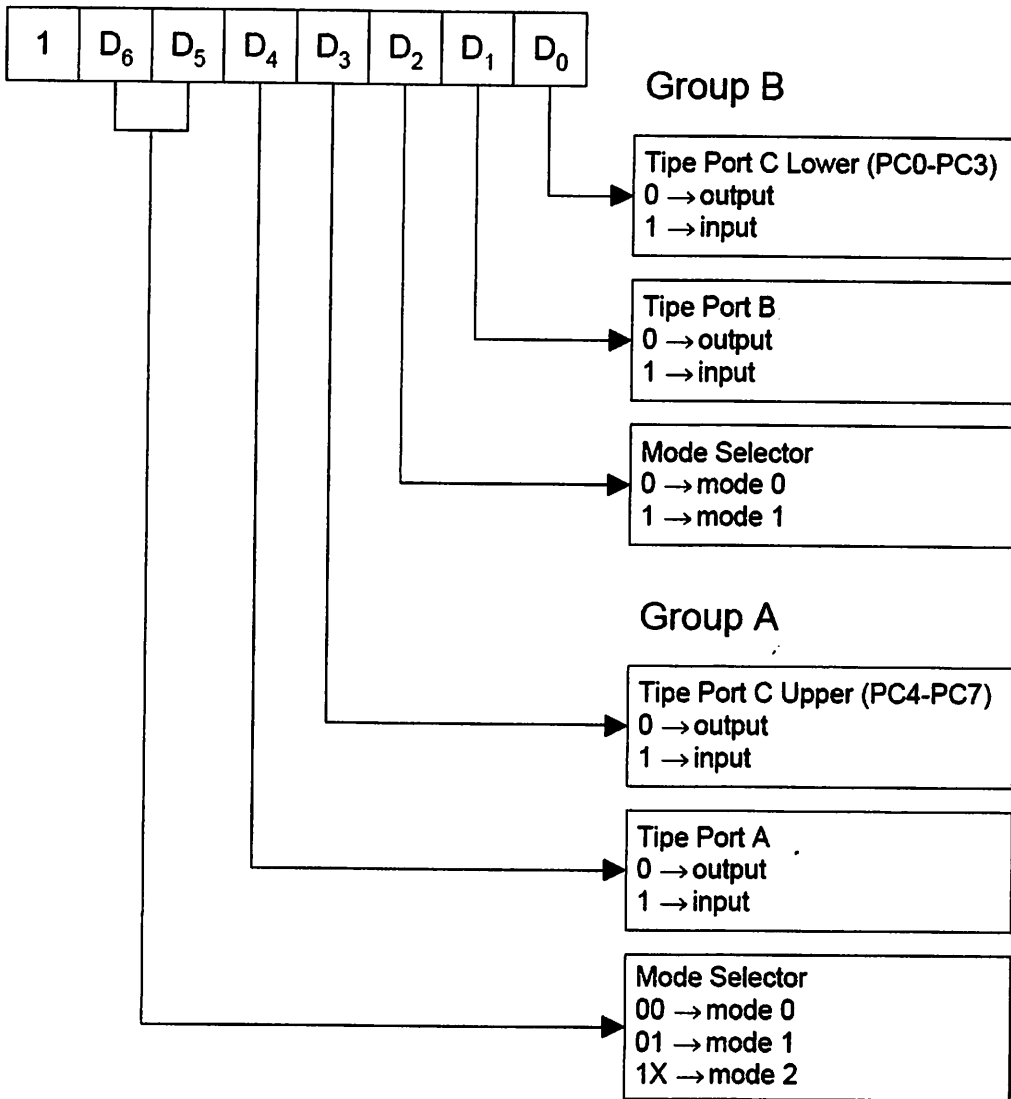 1 D₆ D₅ D₄ D₃ D₂ D₁ D₀
Group B
Tipe Port C Lower (PC0-PC3)
0 → output
1 → input
Tipe Port B
0 → output
1 → input
Mode Selector
0 → mode 0
1 → mode 1
Group A
Tipe Port C Upper (PC4-PC7)
0 → output
1 → input
Tipe Port A
0 → output
1 → input
Mode Selector
00 → mode 0
01 → mode 1
1X → mode 2